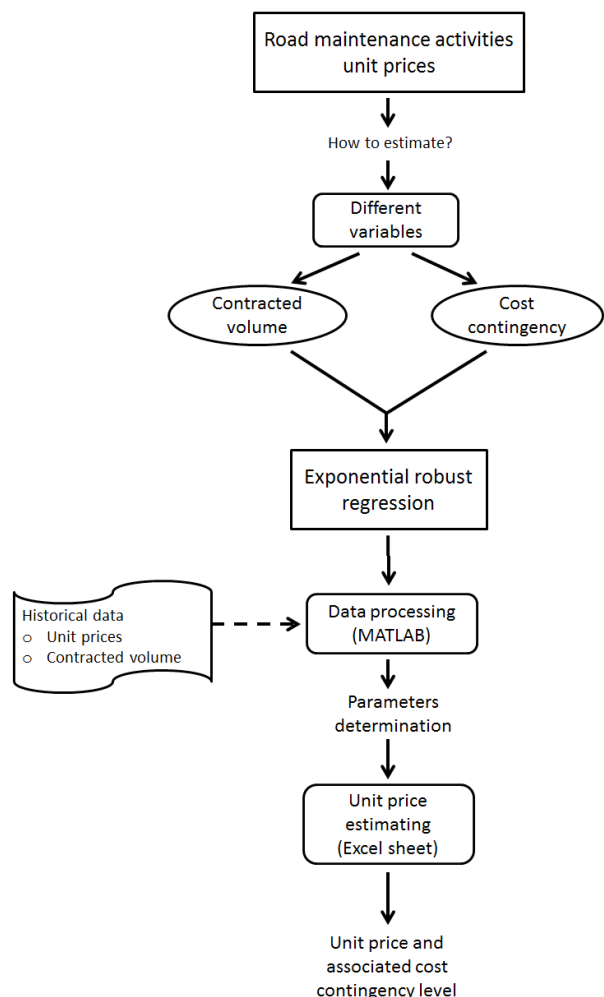 Road maintenance activities
unit prices
How to estimate?
Different
variables
Contracted
volume
Cost
contingency
Exponential robust
regression
Historical data
o Unit prices
o Contracted volume
Data processing
(MATLAB)
Parameters
determination
Unit price
estimating
(Excel sheet)
Unit price and
associated cost
contingency level